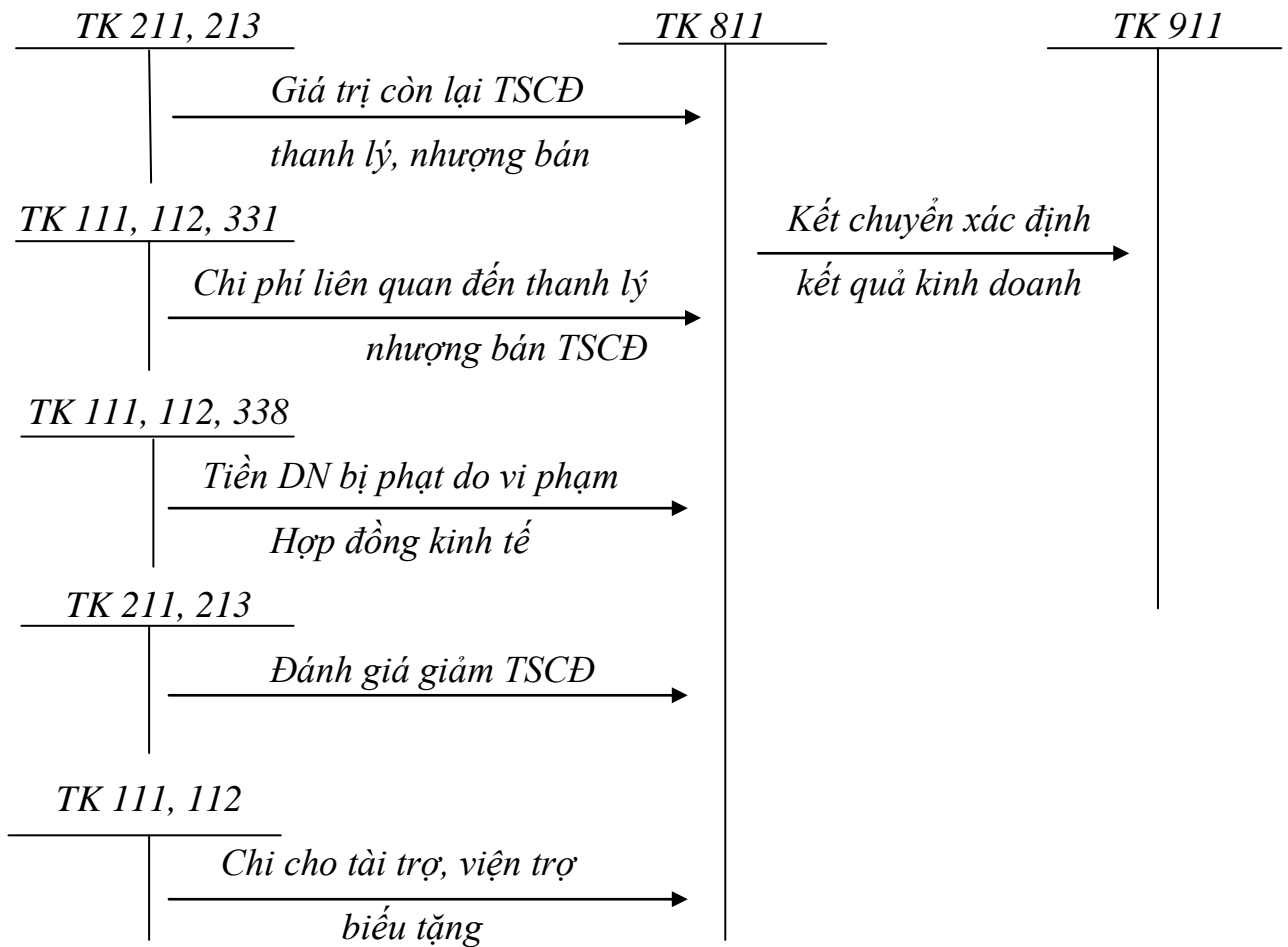 TK 211, 213
TK 811
TK 911
Giá trị còn lại TSCĐ
thanh lý, nhượng bán
TK 111, 112, 331
Kết chuyển xác định
kết quả kinh doanh
Chi phí liên quan đến thanh lý
nhượng bán TSCĐ
TK 111, 112, 338
Tiền DN bị phạt do vi phạm
Hợp đồng kinh tế
TK 211, 213
Đánh giá giảm TSCĐ
TK 111, 112
Chi cho tài trợ, viện trợ
biếu tặng